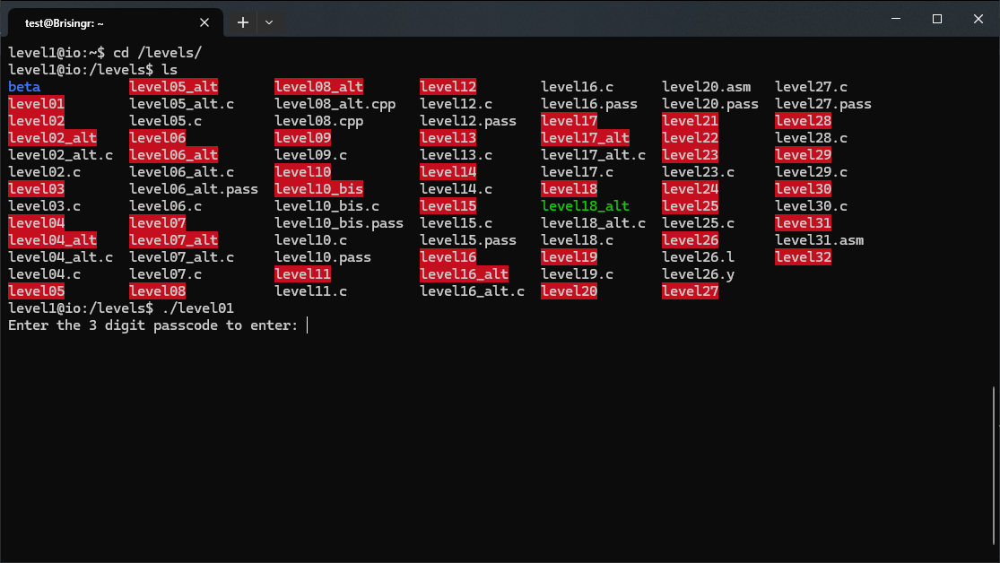 test@Brisingr: ~
level1@io:~$ cd /levels/
level1@io:/levels$ ls
beta level05_alt level08_alt level12 level16.c level20.asm level27.c
level01 level05_alt.c level08_alt.cpp level12.c level16.pass level20.pass level27.pass
level02 level05.c level08.cpp level12.pass level17 level21 level28
level02_alt level06 level09 level13 level17_alt level22 level28.c
level02_alt.c level06_alt level09.c level13.c level17_alt.c level23 level29
level02.c level06_alt.c level10 level14 level17.c level23.c level29.c
level03 level06_alt.pass level10_bis level14.c level18 level24 level30
level03.c level06.c level10_bis.c level15 level18_alt level25 level30.c
level04 level07 level10_bis.pass level15.c level18_alt.c level25.c level31
level04_alt level07_alt level10.c level15.pass level18.c level26 level31.asm
level04_alt.c level07_alt.c level10.pass level16 level19 level26.l level32
level04.c level07.c level11 level16_alt level19.c level26.y
level05 level08 level11.c level16_alt.c level20 level27
level1@io:/levels$ ./level01
Enter the 3 digit passcode to enter: